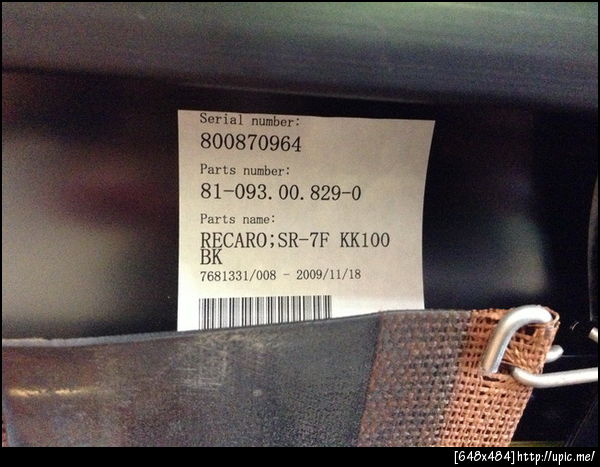 Serial number:
800870964
Parts number:
81-093.00.829-0
Parts name:
RECARO;SR-7F KK100
BK
7681331/008 - 2009/11/18
[648x484]http://upic.me/